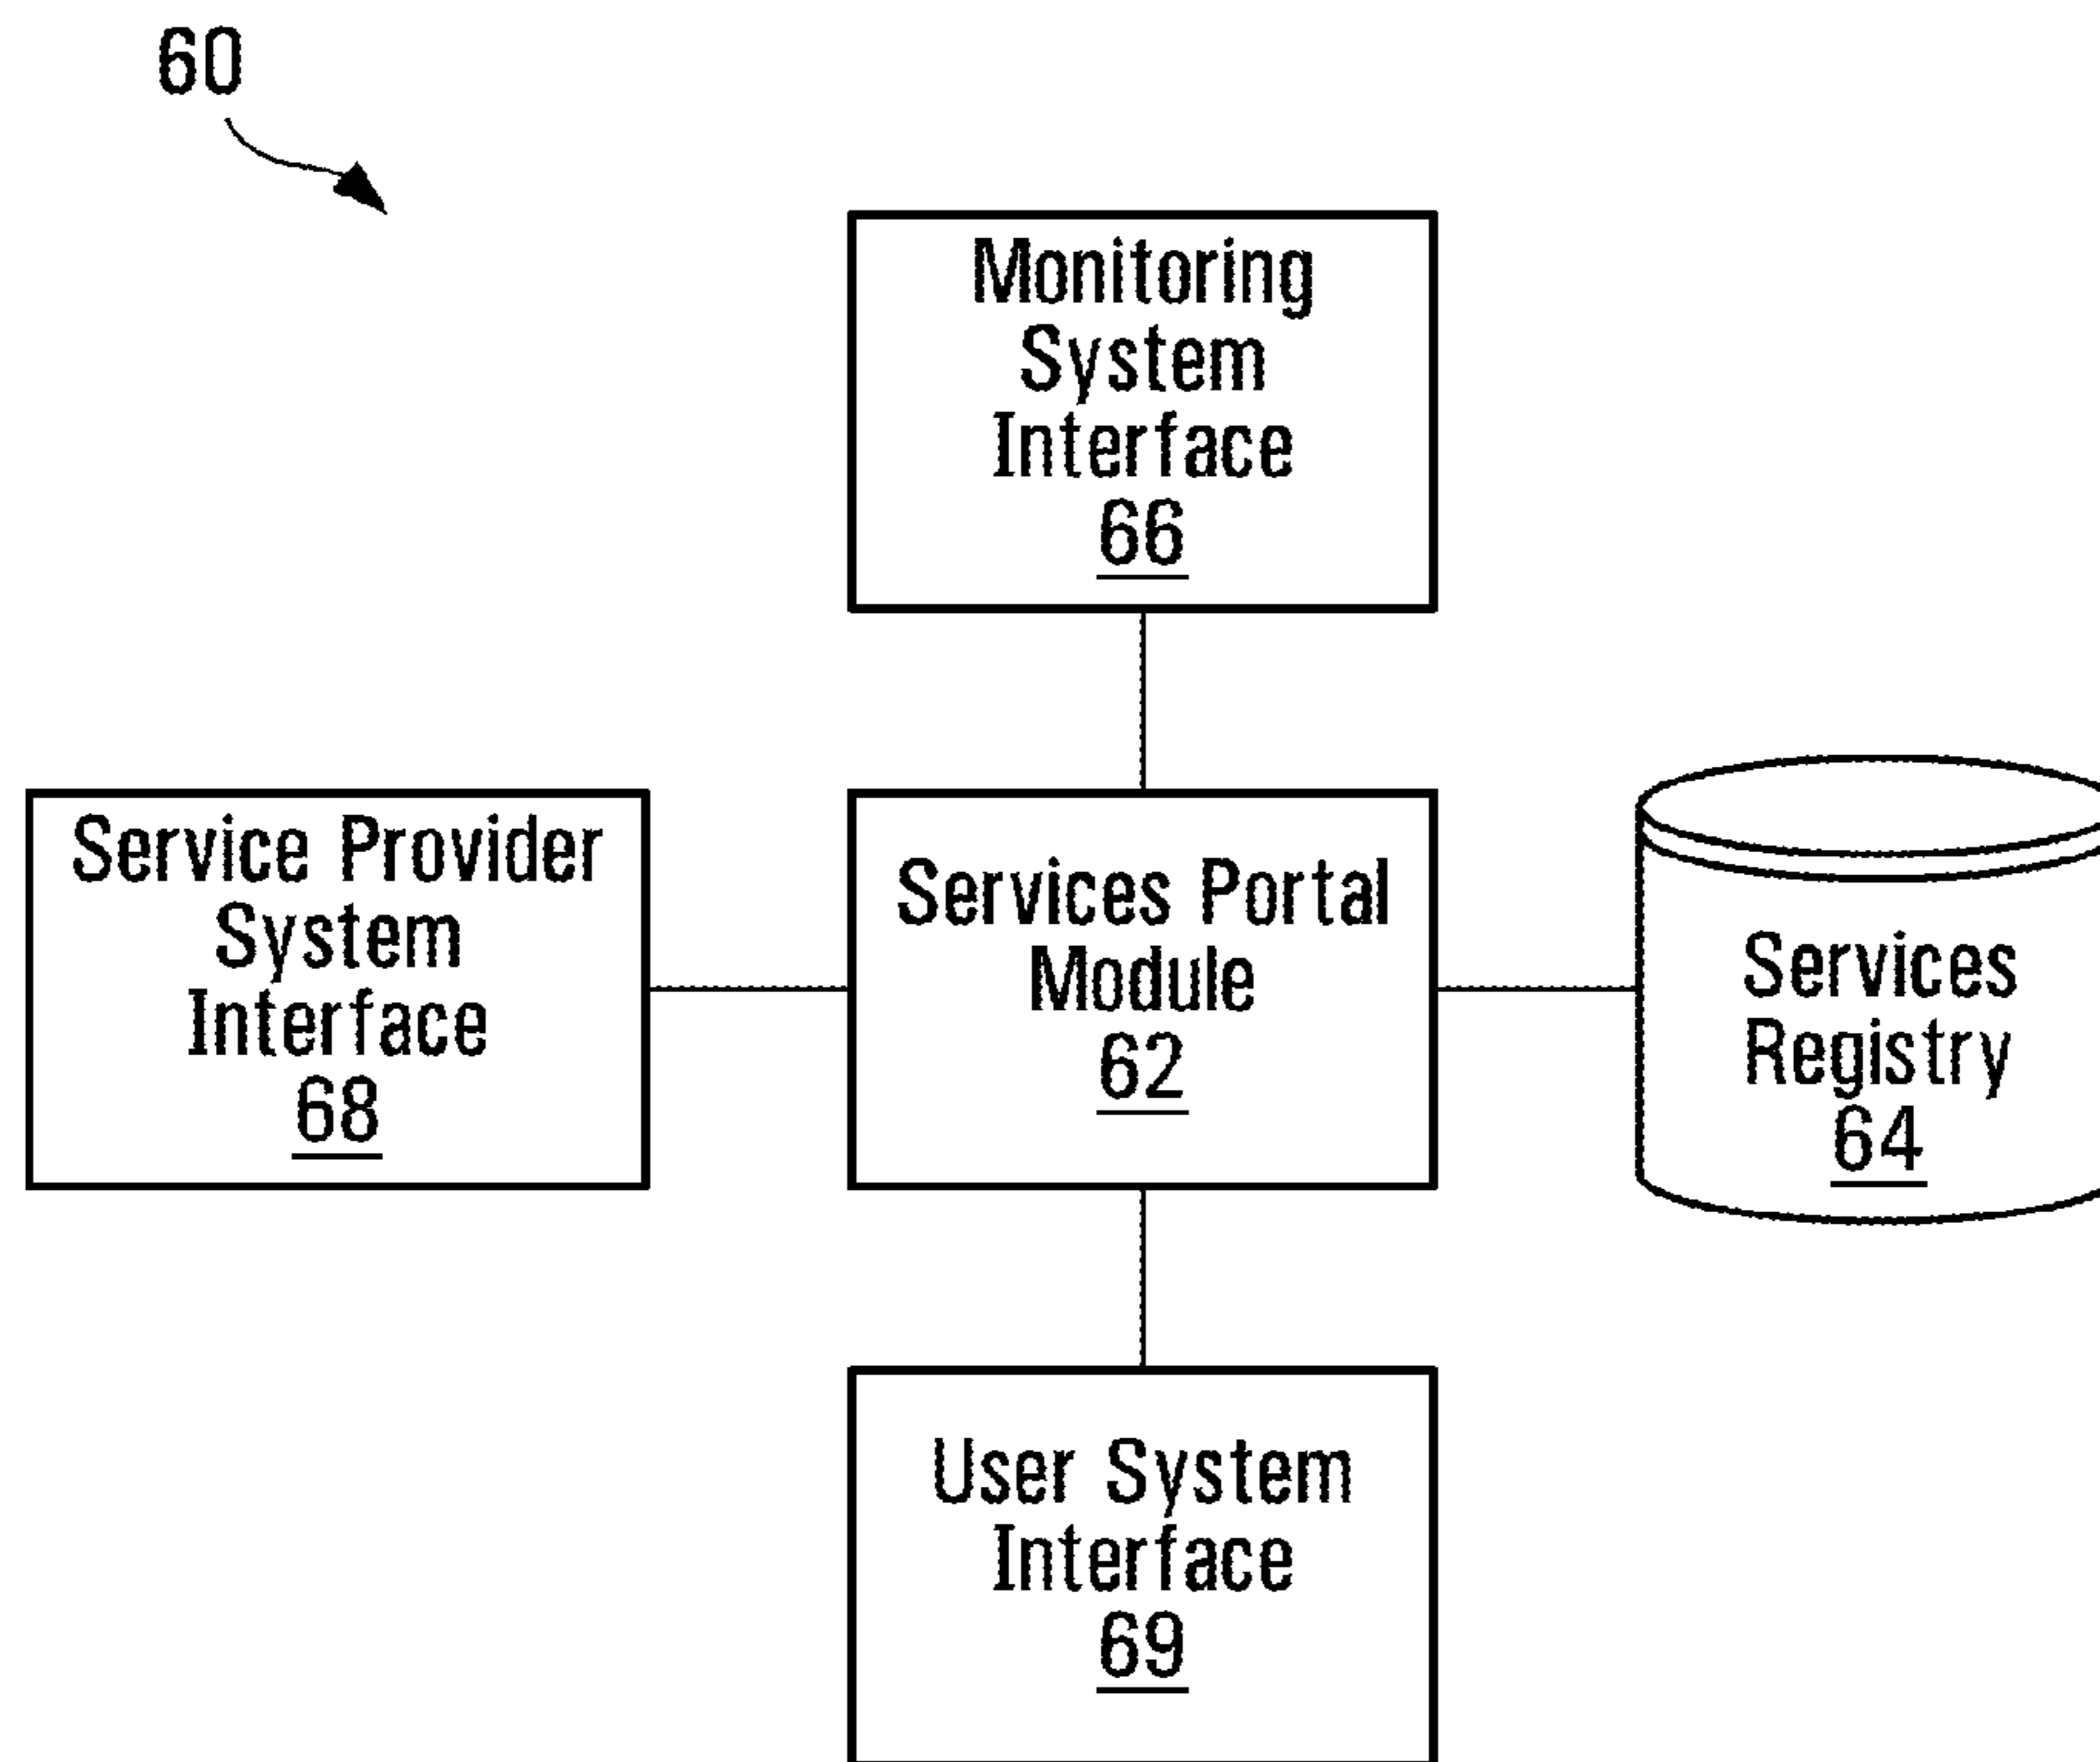 60
Monitoring
System
Interface
66
Service Provider
System
Interface
68
Services Portal
Module
62
Services
Registry
64
User System
Interface
69